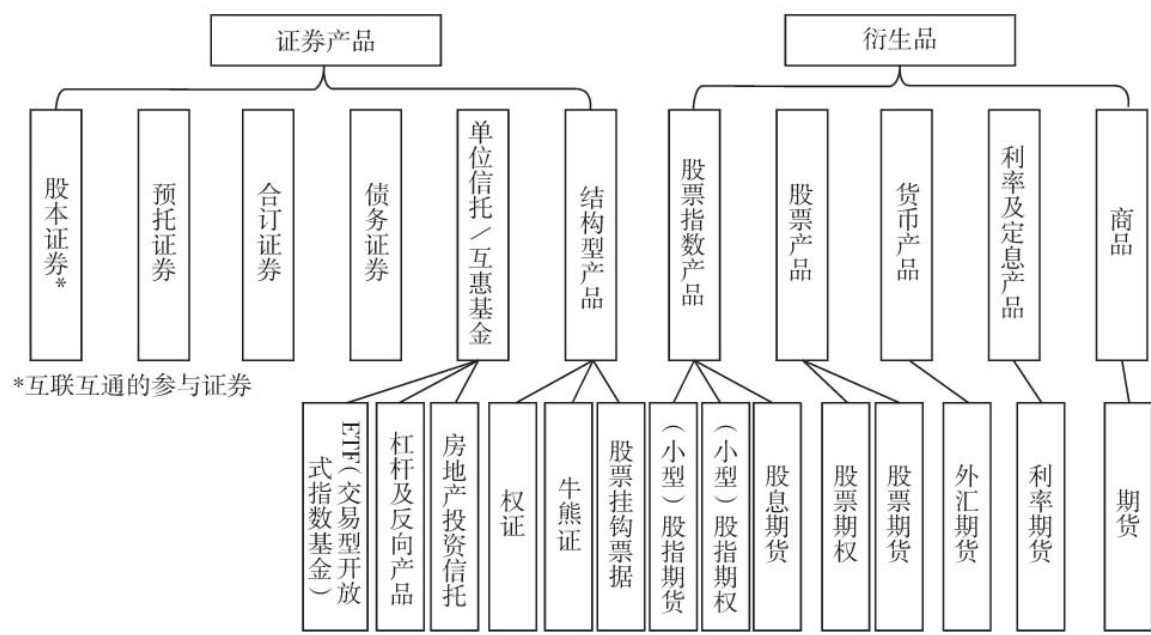 证券产品
衍生品
股本证券*
预托证券
合订证券
债务证券
单位信托/互惠基金
结构型产品
股票指数产品
股票产品
货币产品
利率及定息产品
商品
*互联互通的参与证券
ETF(交易型开放
式指数基金)
杠杆及反向产品
房地产投资信托
权证
牛熊证
股票挂钩票据
(小型)股指期货
(小型)股指期权
股息期货
股票期权
股票期货
外汇期货
利率期货
期货